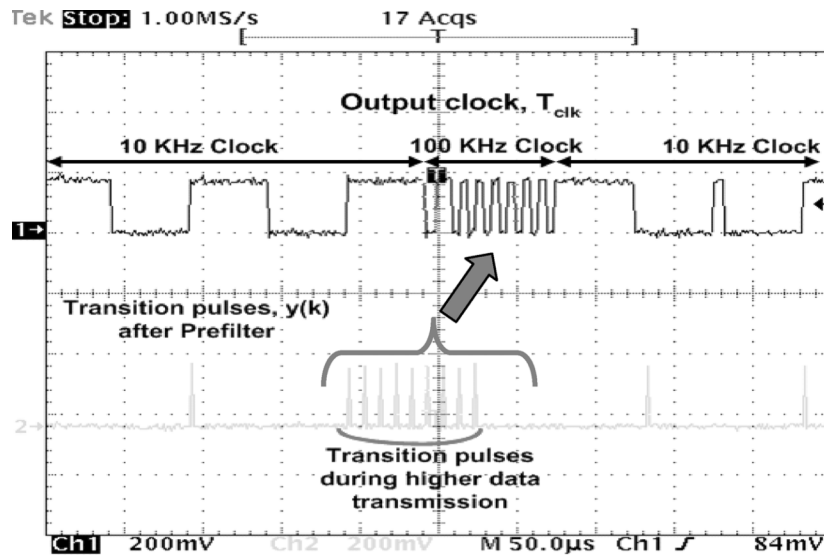 Tek Stop: 1.00MS/s 17 Acqs
Output clock, Tclk
10 KHz Clock 100 KHz Clock 10 KHz Clock
T
1
Transition pulses, y(k)
after Prefilter
2
Transition pulses
during higher data
transmission
Ch1 200mV Ch2 200mV M 50.0µs Ch1 ƒ 84mV